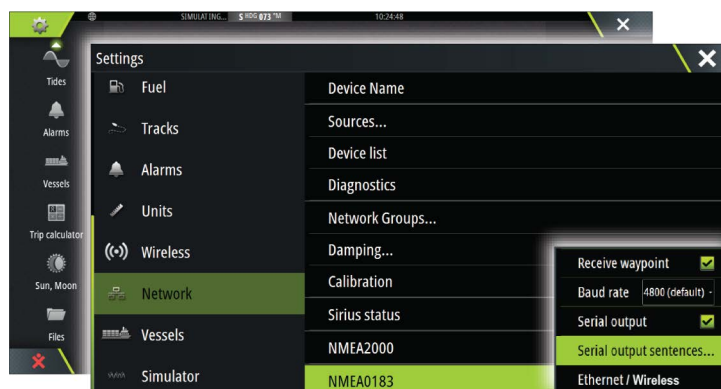 SIMULATING... S HDG 073 °M 10:24:48
Tides
Alarms
Vessels
Trip calculator
Sun, Moon
Files
Settings
Fuel
Tracks
Alarms
Units
Wireless
Network
Vessels
Simulator
Device Name
Sources...
Device list
Diagnostics
Network Groups...
Damping...
Calibration
Sirius status
NMEA2000
NMEA0183
Receive waypoint
Baud rate 4800 (default)
Serial output
Serial output sentences...
Ethernet / Wireless